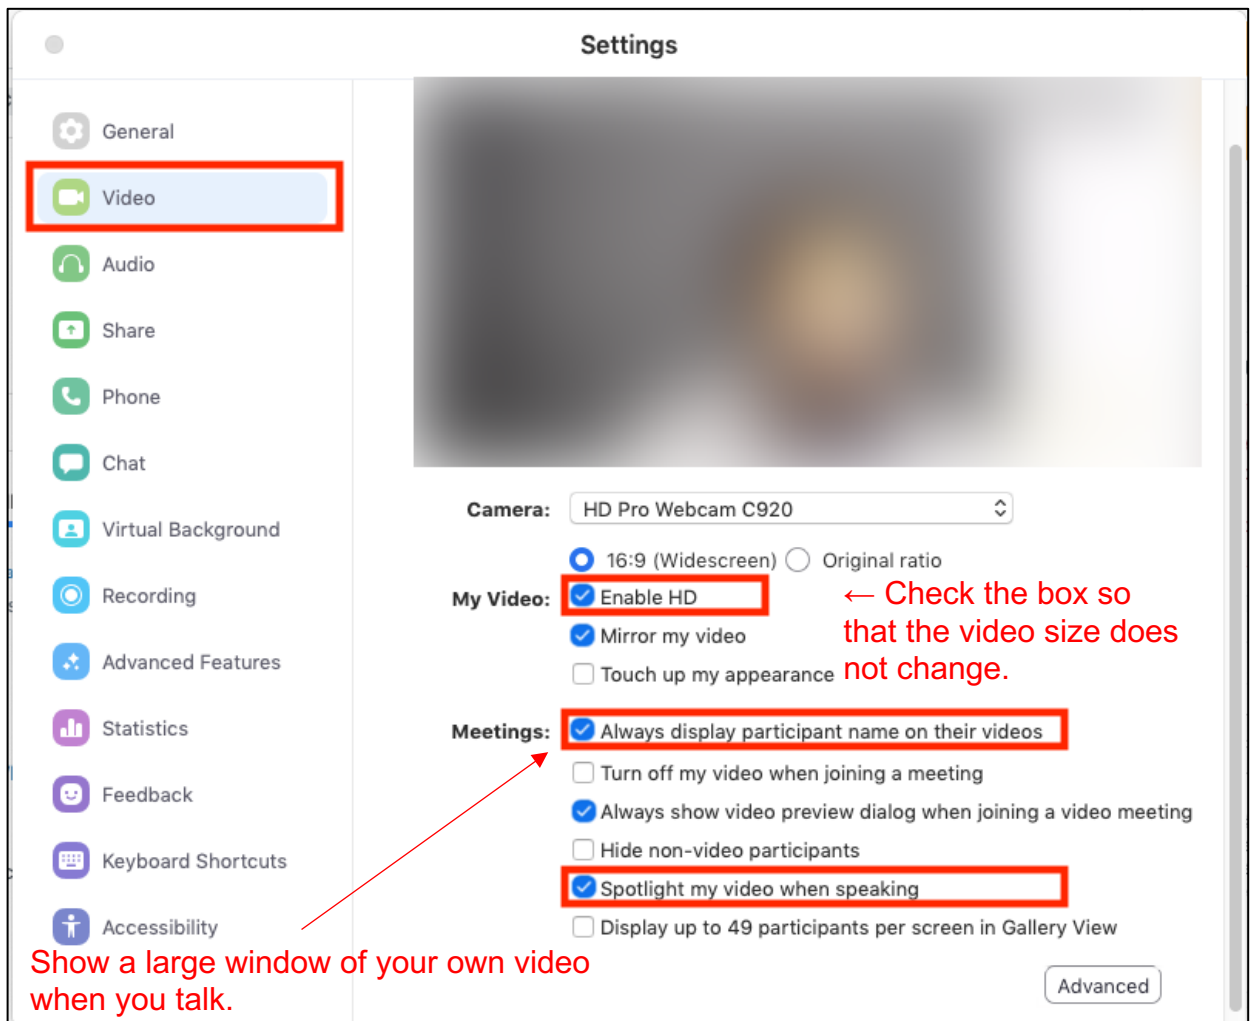 Settings
General
Video
Audio
Share
Phone
Chat
Virtual Background
Recording
Advanced Features
Statistics
Feedback
Keyboard Shortcuts
Accessibility
Camera: HD Pro Webcam C920
16:9 (Widescreen) Original ratio
My Video: Enable HD
← Check the box so
that the video size does
not change.
Mirror my video
Touch up my appearance
Meetings: Always display participant name on their videos
Turn off my video when joining a meeting
Always show video preview dialog when joining a video meeting
Hide non-video participants
Spotlight my video when speaking
Display up to 49 participants per screen in Gallery View
Show a large window of your own video
when you talk.
Advanced